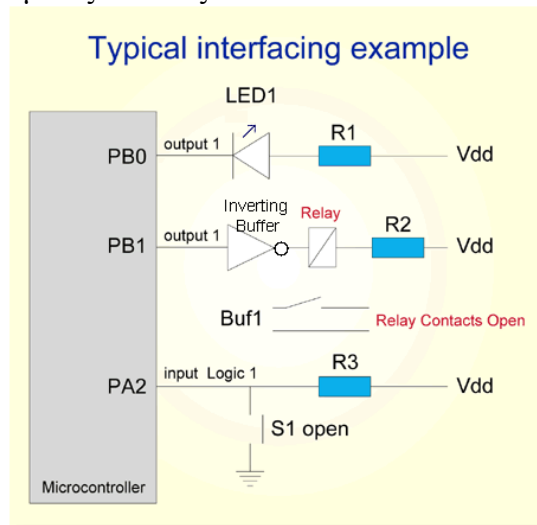 Typical interfacing example
LED1
PB0
output 1
R1
Vdd
Inverting
Buffer
Relay
R2
PB1
output 1
Vdd
Buf1
Relay Contacts Open
R3
PA2
input Logic 1
Vdd
S1 open
Microcontroller